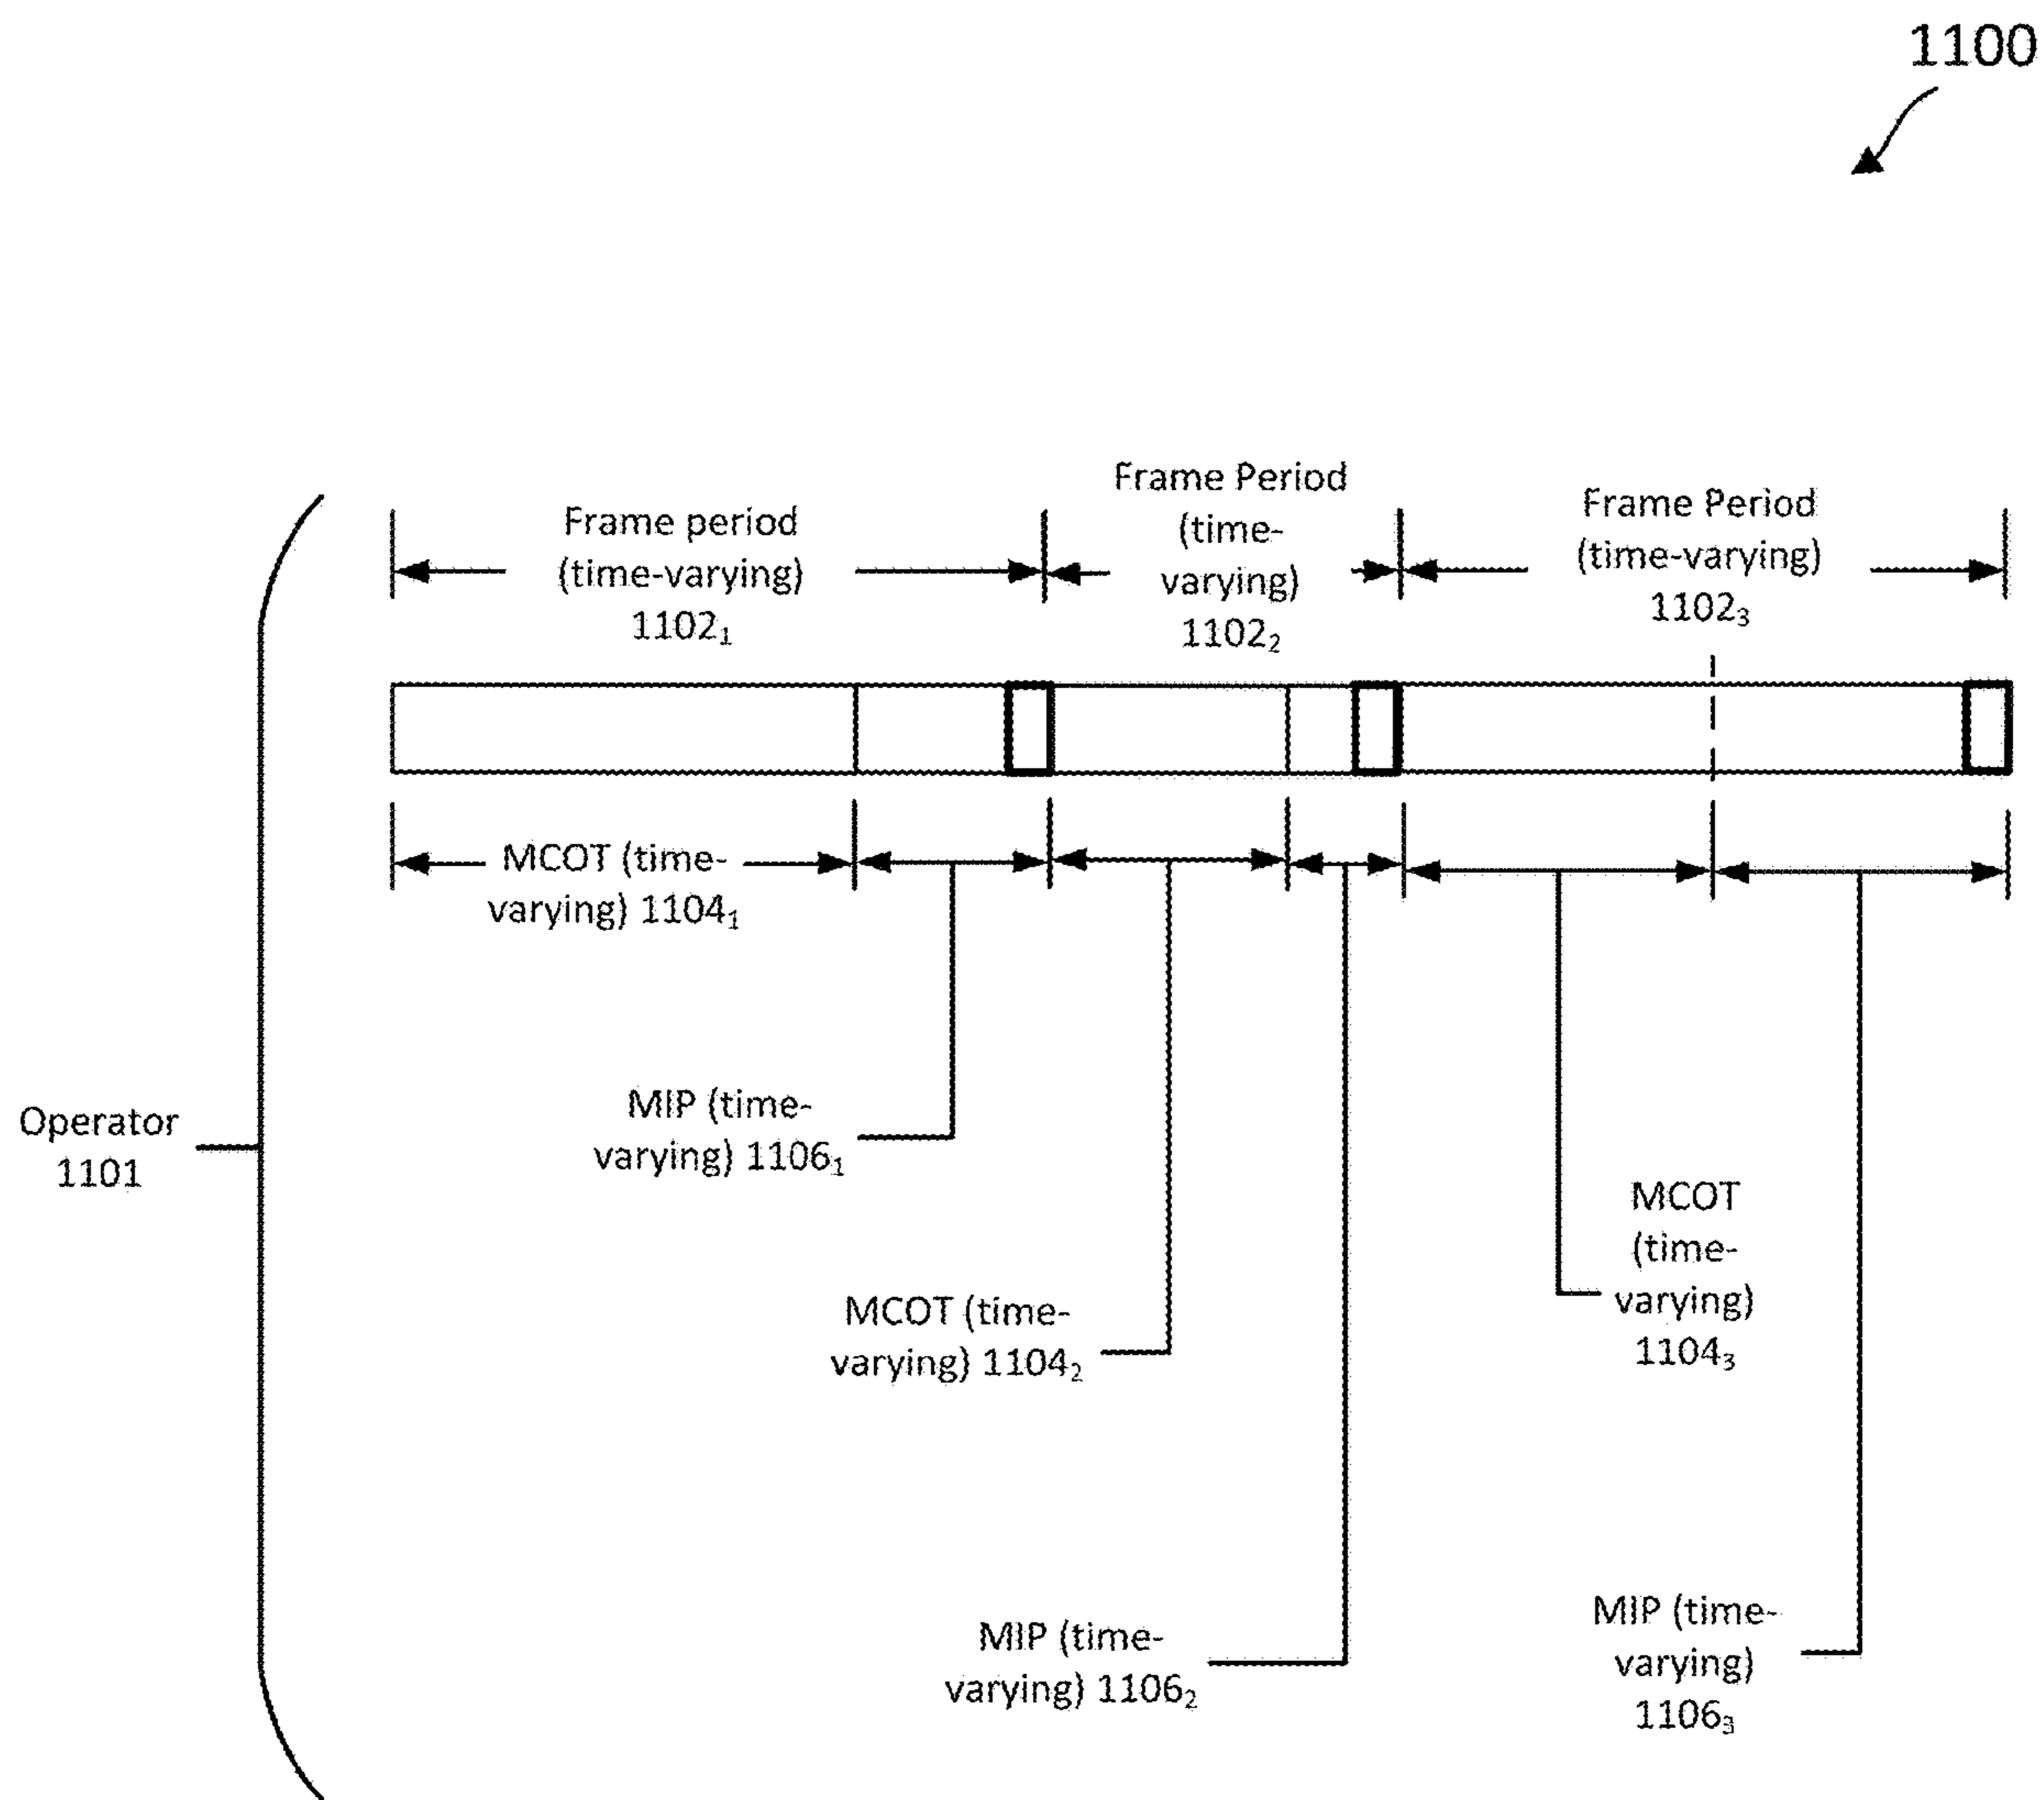 1100
Frame period
(time-varying)
1102₁
Frame Period
(time-
varying)
1102₂
Frame Period
(time-varying)
1102₃
MCOT (time-
varying) 1104₁
MIP (time-
varying) 1106₁
Operator
1101
MCOT (time-
varying) 1104₂
MCOT
(time-
varying)
1104₃
MIP (time-
varying) 1106₂
MIP (time-
varying)
1106₃